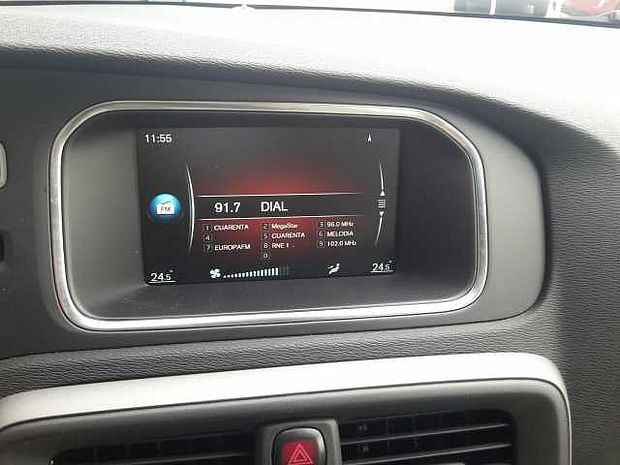 11:55
FM
91.7 DIAL
1 CUARENTA 2 MegaStar 3 96.0 MHz
4 5 CUARENTA 6 MELODIA
7 EUROPAFM 8 RNE 1 .. 9 102.0 MHz
0
24.5° 24.5°